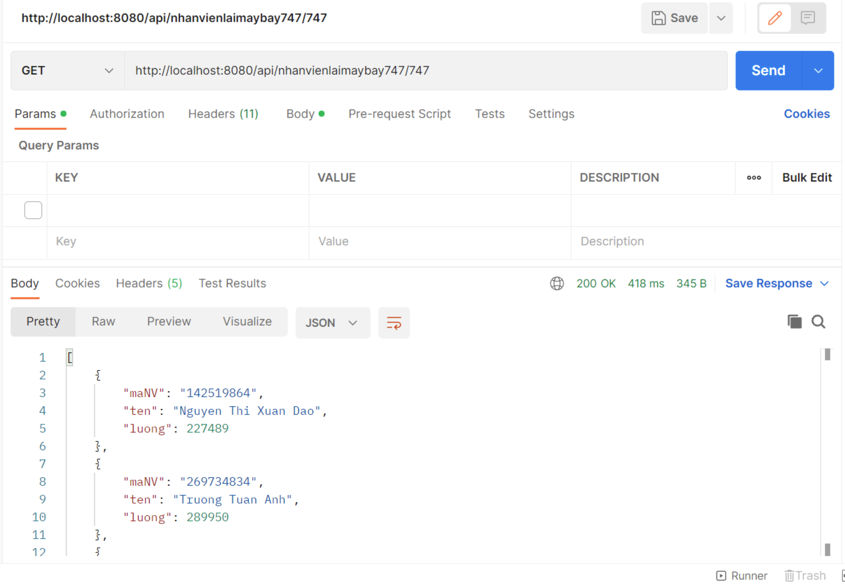 http://localhost:8080/api/nhanvienlaimaybay747/747
Save
GET
http://localhost:8080/api/nhanvienlaimaybay747/747
Send
Params
Authorization
Headers (11)
Body
Pre-request Script
Tests
Settings
Cookies
Query Params
KEY
VALUE
DESCRIPTION
Bulk Edit
Key
Value
Description
Body
Cookies
Headers (5)
Test Results
200 OK
418 ms
345 B
Save Response
Pretty
Raw
Preview
Visualize
JSON
1 [
2 {
3 "maNV": "142519864",
4 "ten": "Nguyen Thi Xuan Dao",
5 "luong": 227489
6 },
7 {
8 "maNV": "269734834",
9 "ten": "Truong Tuan Anh",
10 "luong": 289950
11 },
12 {
Runner
Trash